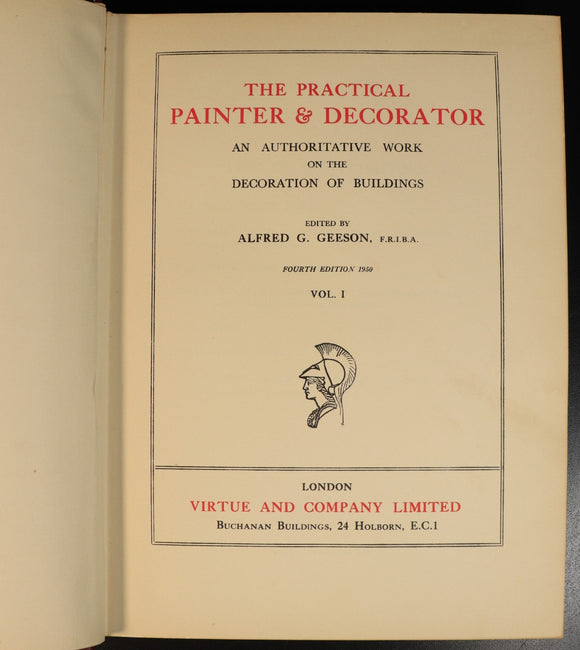 THE PRACTICAL
PAINTER & DECORATOR
AN AUTHORITATIVE WORK
ON THE
DECORATION OF BUILDINGS
EDITED BY
ALFRED G. GEESON, F.R.I.B.A.
FOURTH EDITION 1950
VOL. I
LONDON
VIRTUE AND COMPANY LIMITED
BUCHANAN BUILDINGS, 24 HOLBORN, E.C.1